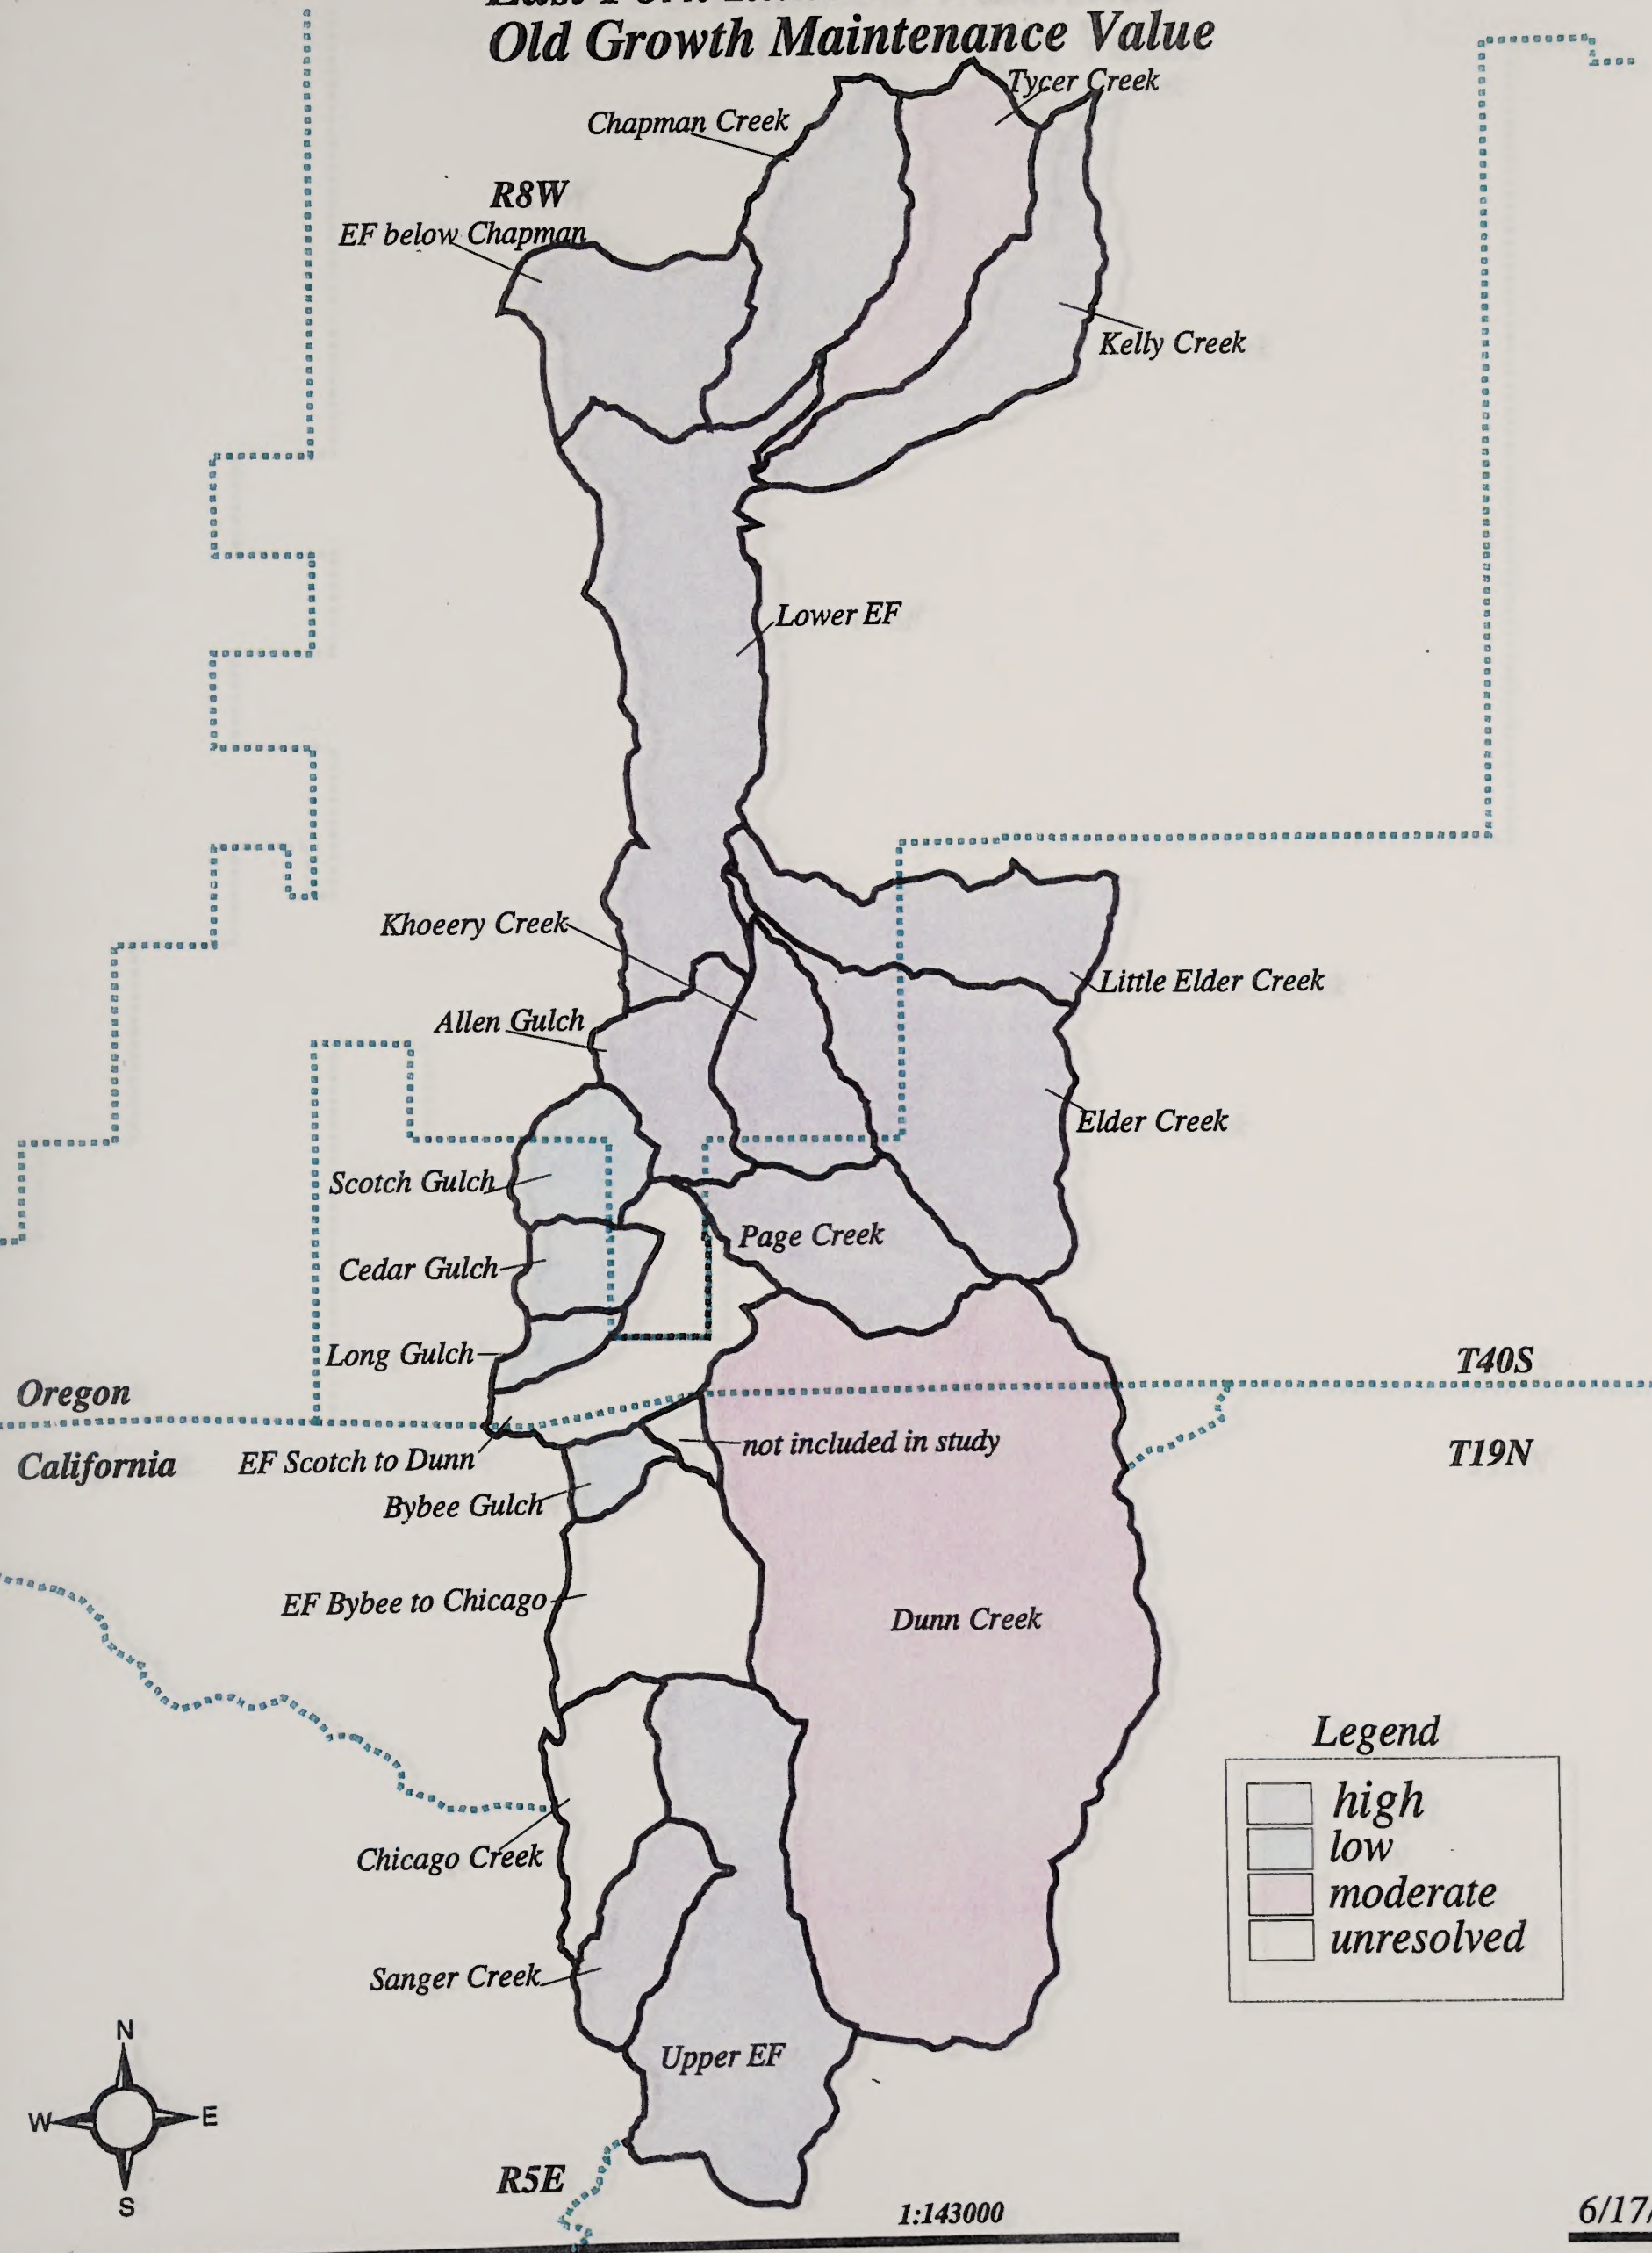 Old Growth Maintenance Value
Tycer Creek
Chapman Creek
R8W
EF below Chapman
Kelly Creek
Lower EF
Khoeery Creek
Little Elder Creek
Allen Gulch
Elder Creek
Scotch Gulch
Page Creek
Cedar Gulch
Long Gulch
T40S
Oregon
not included in study
California
EF Scotch to Dunn
T19N
Bybee Gulch
EF Bybee to Chicago
Dunn Creek
Legend
high
low
moderate
unresolved
Chicago Creek
Sanger Creek
Upper EF
N
W
E
S
R5E
1:143000
6/17/